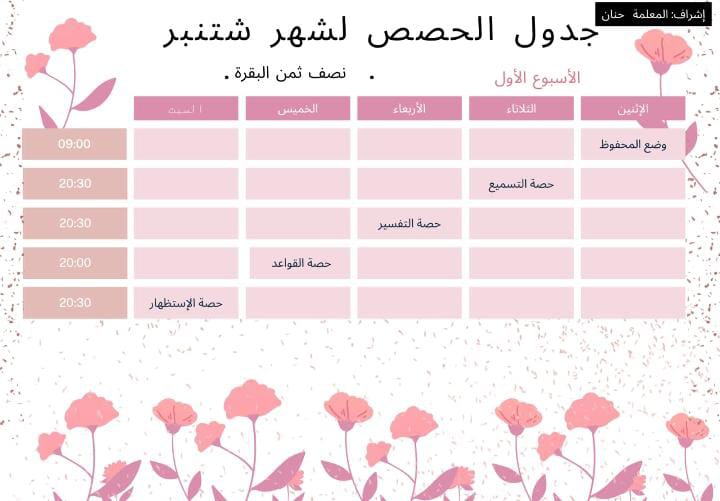 إشراف: المعلمة حنان
جدول الحصص لشهر شتنبر
الأسبوع الأول . نصف ثمن البقرة .
الإثنين الثلاثاء الأربعاء الخميس السبت
وضع المحفوظ 09:00
حصة التسميع 20:30
حصة التفسير 20:30
حصة القواعد 20:00
حصة الإستظهار 20:30